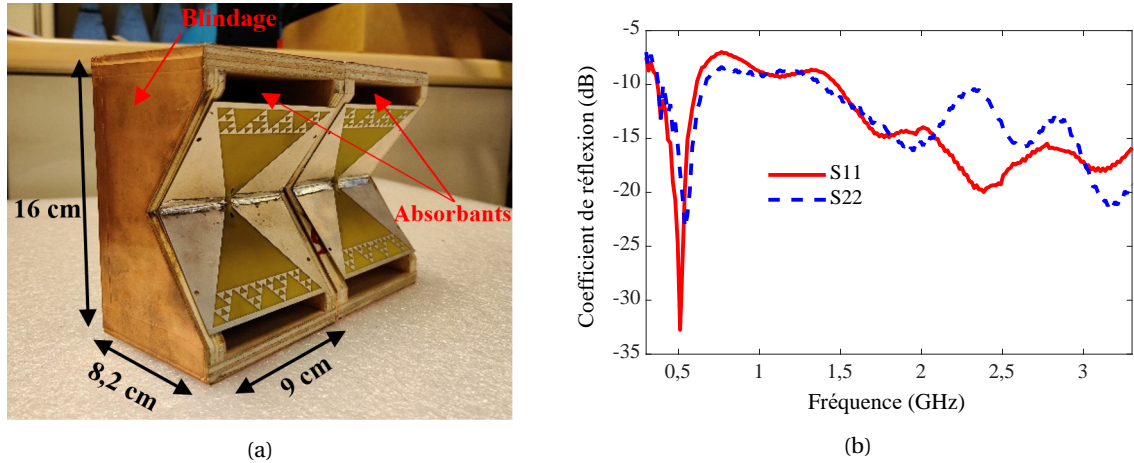 Blindage
Absorbants
16 cm
8,2 cm
9 cm
(a)
-5
-10
-15
-20
-25
-30
-35
Coefficient de réflexion (dB)
S11
S22
0,5
1
1,5
2
2,5
3
Fréquence (GHz)
(b)